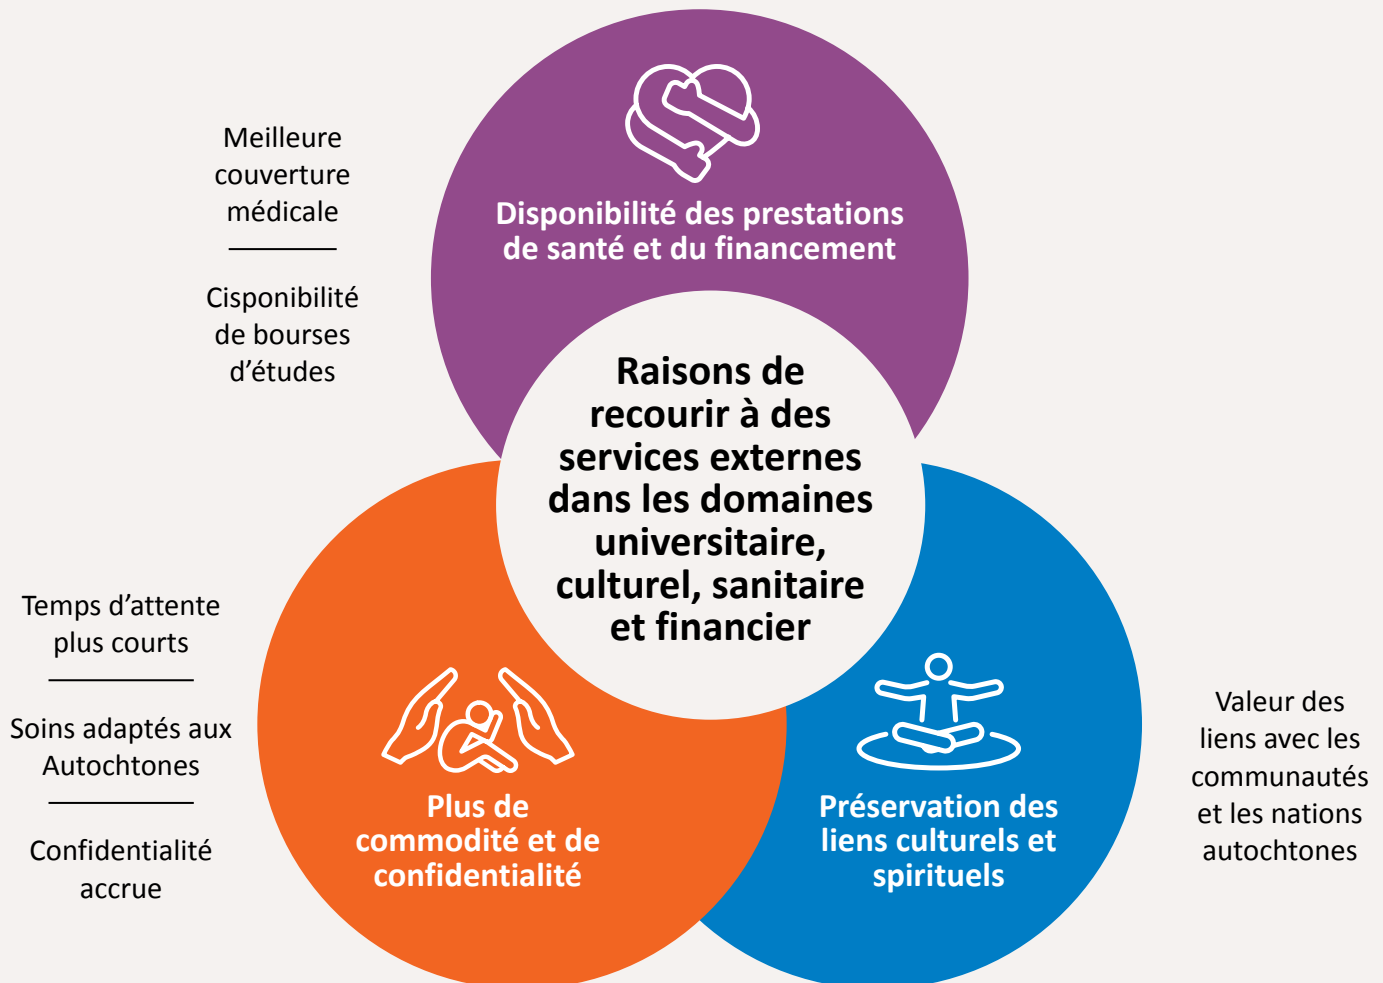 Meilleure
couverture
médicale
Cisponibilité
de bourses
d’études
Disponibilité des prestations
de santé et du financement
Raisons de
recourir à des
services externes
dans les domaines
universitaire,
culturel, sanitaire
et financier
Temps d’attente
plus courts
Soins adaptés aux
Autochtones
Confidentialité
accrue
Plus de
commodité et de
confidentialité
Préservation des
liens culturels et
spirituels
Valeur des
liens avec les
communautés
et les nations
autochtones